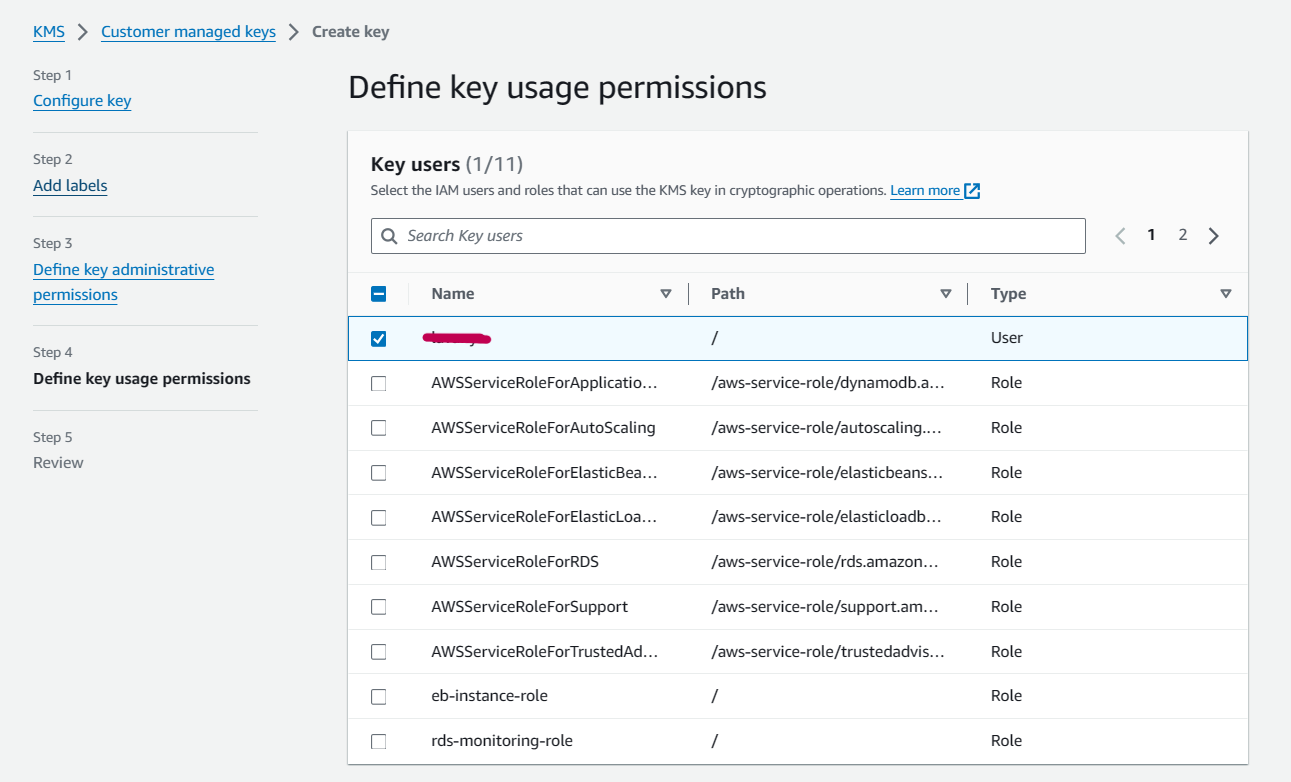 KMS > Customer managed keys > Create key
Step 1
Configure key
Step 2
Add labels
Step 3
Define key administrative
permissions
Step 4
Define key usage permissions
Step 5
Review
Define key usage permissions
Key users (1/11)
Select the IAM users and roles that can use the KMS key in cryptographic operations. Learn more
Search Key users
1 2
Name Path Type
/ User
AWSServiceRoleForApplicatio... /aws-service-role/dynamodb.a... Role
AWSServiceRoleForAutoScaling /aws-service-role/autoscaling.... Role
AWSServiceRoleForElasticBea... /aws-service-role/elasticbeans... Role
AWSServiceRoleForElasticLoa... /aws-service-role/elasticloadb... Role
AWSServiceRoleForRDS /aws-service-role/rds.amazon... Role
AWSServiceRoleForSupport /aws-service-role/support.am... Role
AWSServiceRoleForTrustedAd... /aws-service-role/trustedadvis... Role
eb-instance-role / Role
rds-monitoring-role / Role